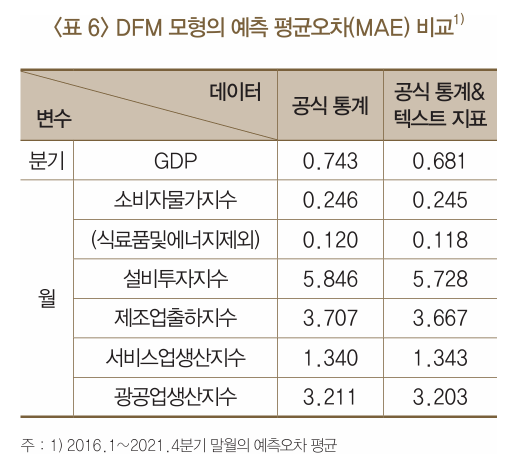 <표 6> DFM 모형의 예측 평균오차(MAE) 비교1)
변수 데이터 공식 통계 공식 통계& 텍스트 지표
분기 GDP 0.743 0.681
월 소비자물가지수 0.246 0.245
(식료품및에너지제외) 0.120 0.118
설비투자지수 5.846 5.728
제조업출하지수 3.707 3.667
서비스업생산지수 1.340 1.343
광공업생산지수 3.211 3.203
주 : 1) 2016.1~2021.4분기 말월의 예측오차 평균